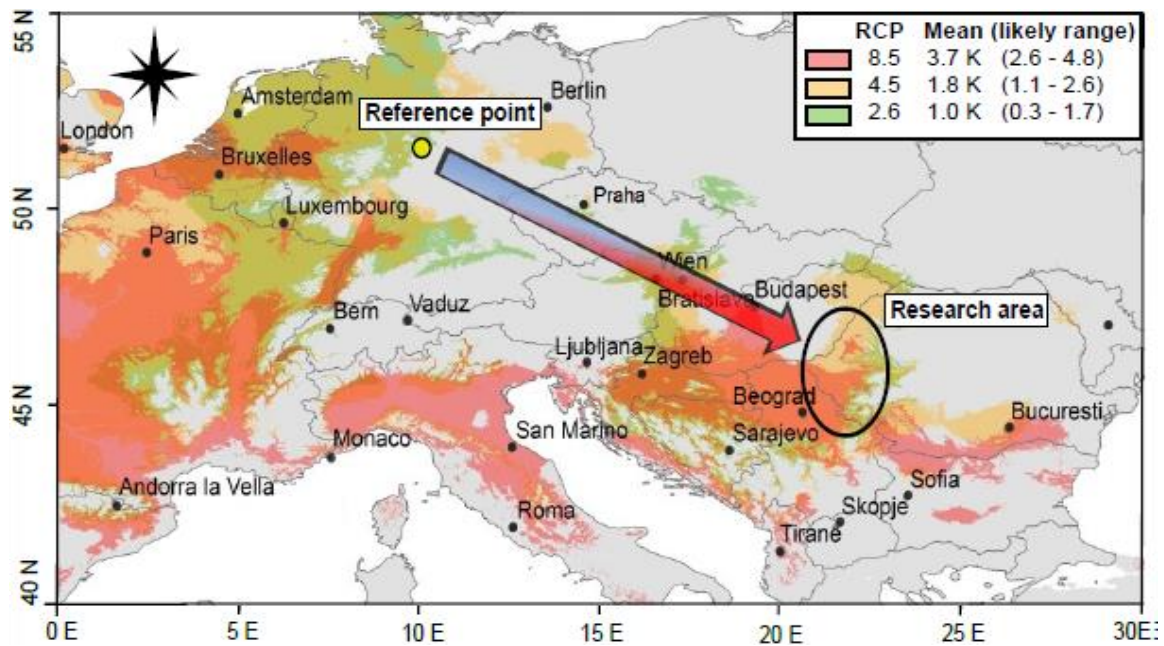 55 N
50 N
45 N
40 N
RCP Mean (likely range)
8.5 3.7 K (2.6 - 4.8)
4.5 1.8 K (1.1 - 2.6)
2.6 1.0 K (0.3 - 1.7)
Amsterdam
Reference point
Berlin
London
Bruxelles
Praha
Luxembourg
Paris
Wien
Bratislava
Budapest
Research area
Bern
Vaduz
Ljubljana
Zagreb
Beograd
Bucuresti
Monaco
San Marino
Sarajevo
Andorra la Vella
Sofia
Roma
Skopje
Tirane
0 E 5 E 10 E 15 E 20 E 25 E 30 E